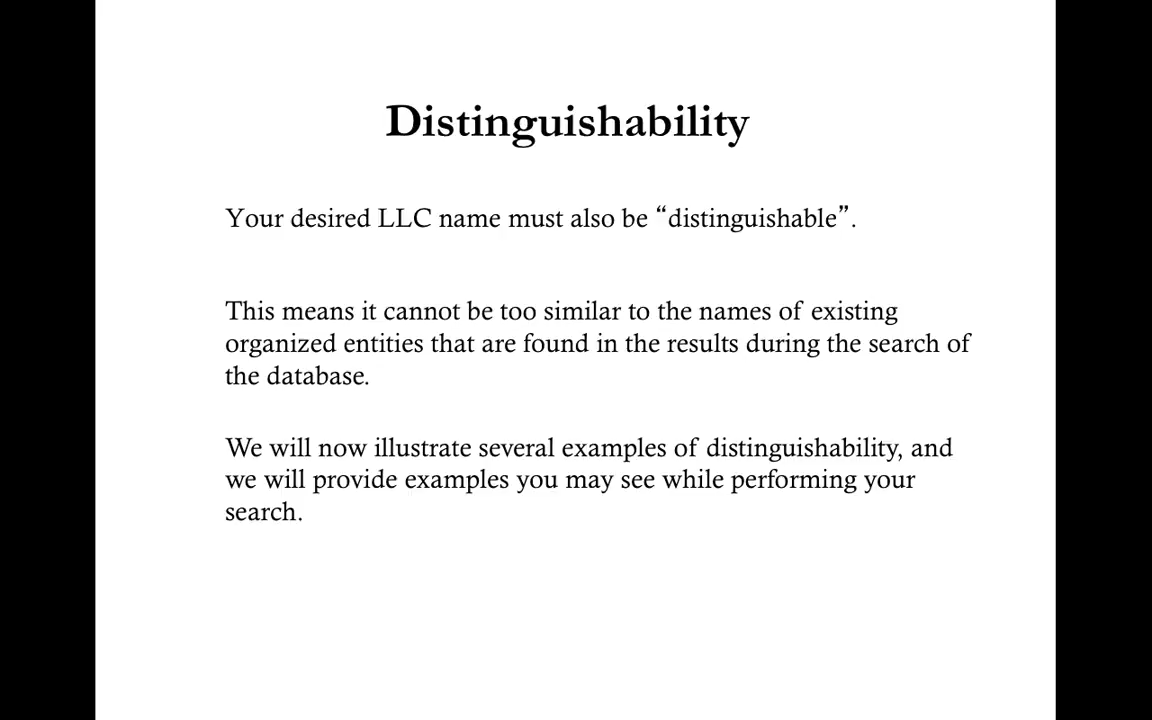 Distinguishability
Your desired LLC name must also be “distinguishable”.
This means it cannot be too similar to the names of existing
organized entities that are found in the results during the search of
the database.
We will now illustrate several examples of distinguishability, and
we will provide examples you may see while performing your
search.